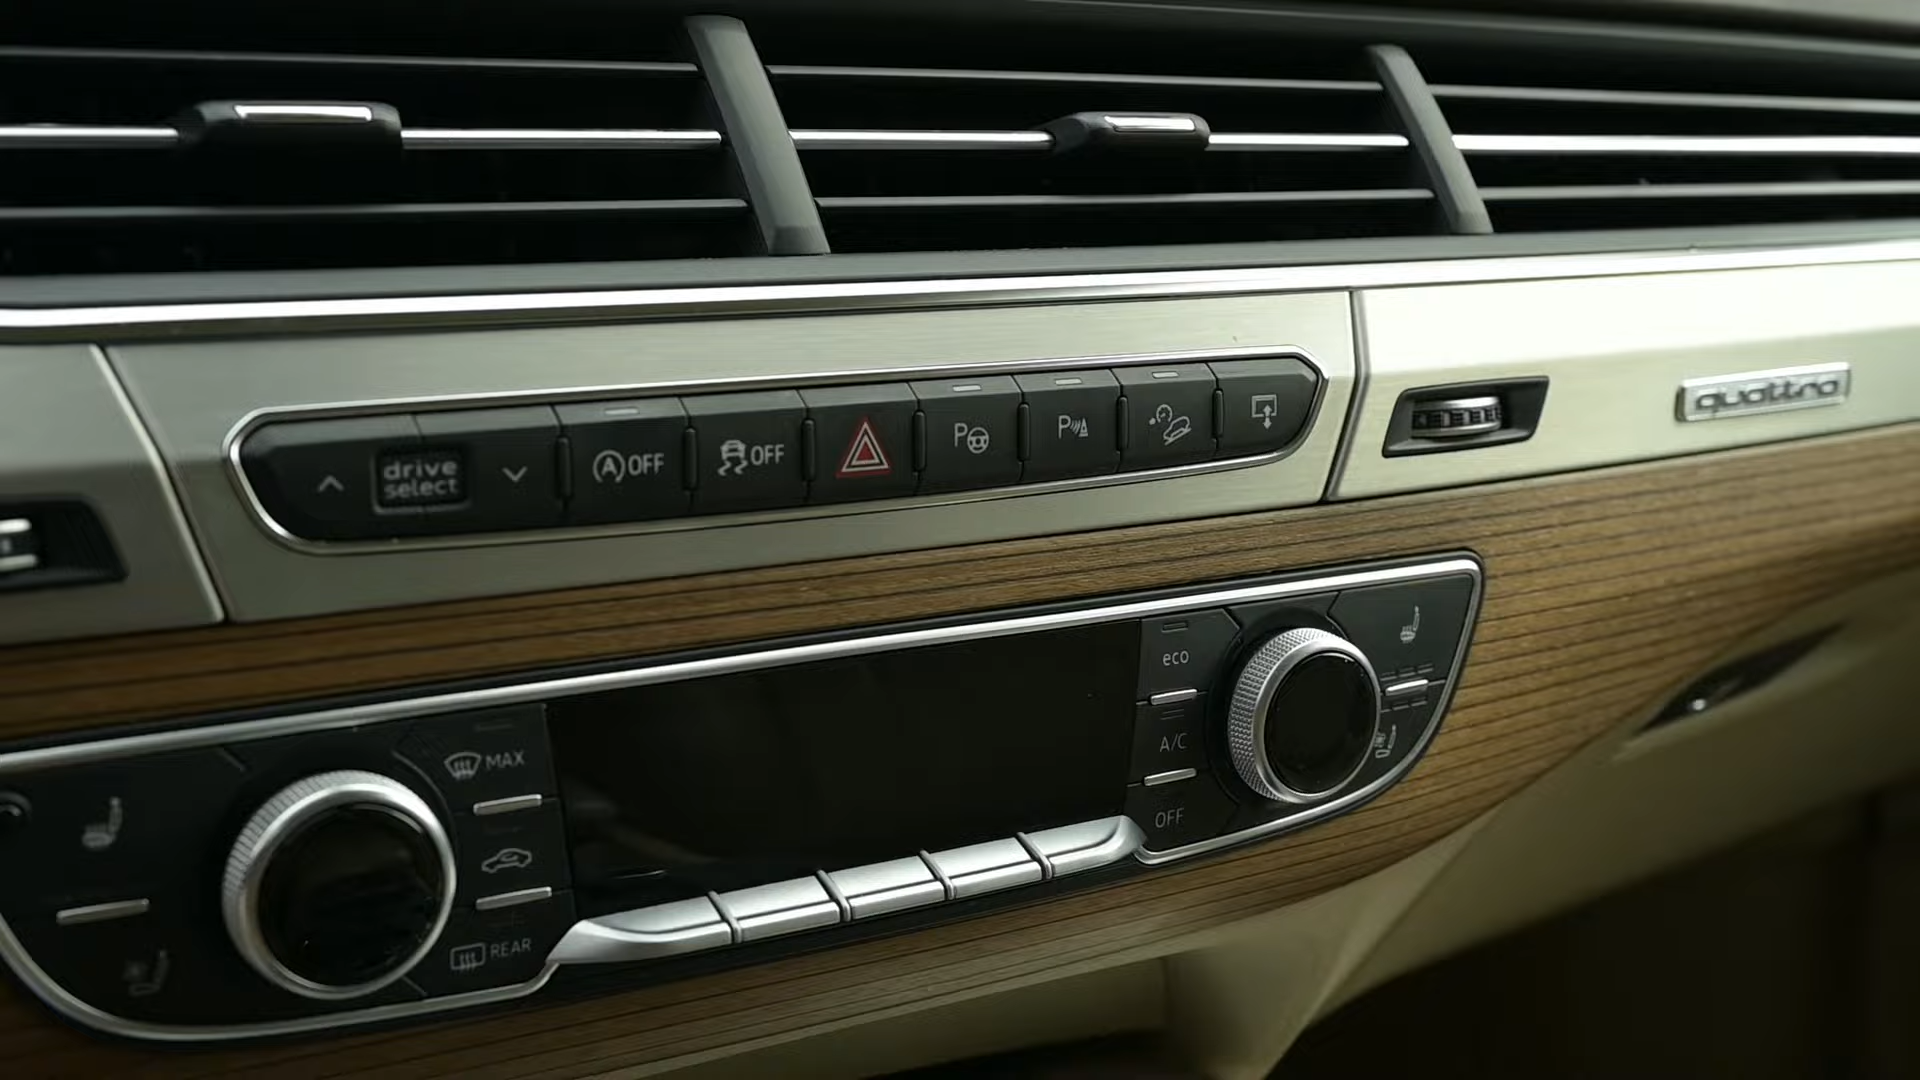 drive
select
A OFF
OFF
P
P
quattro
MAX
REAR
eco
A/C
OFF